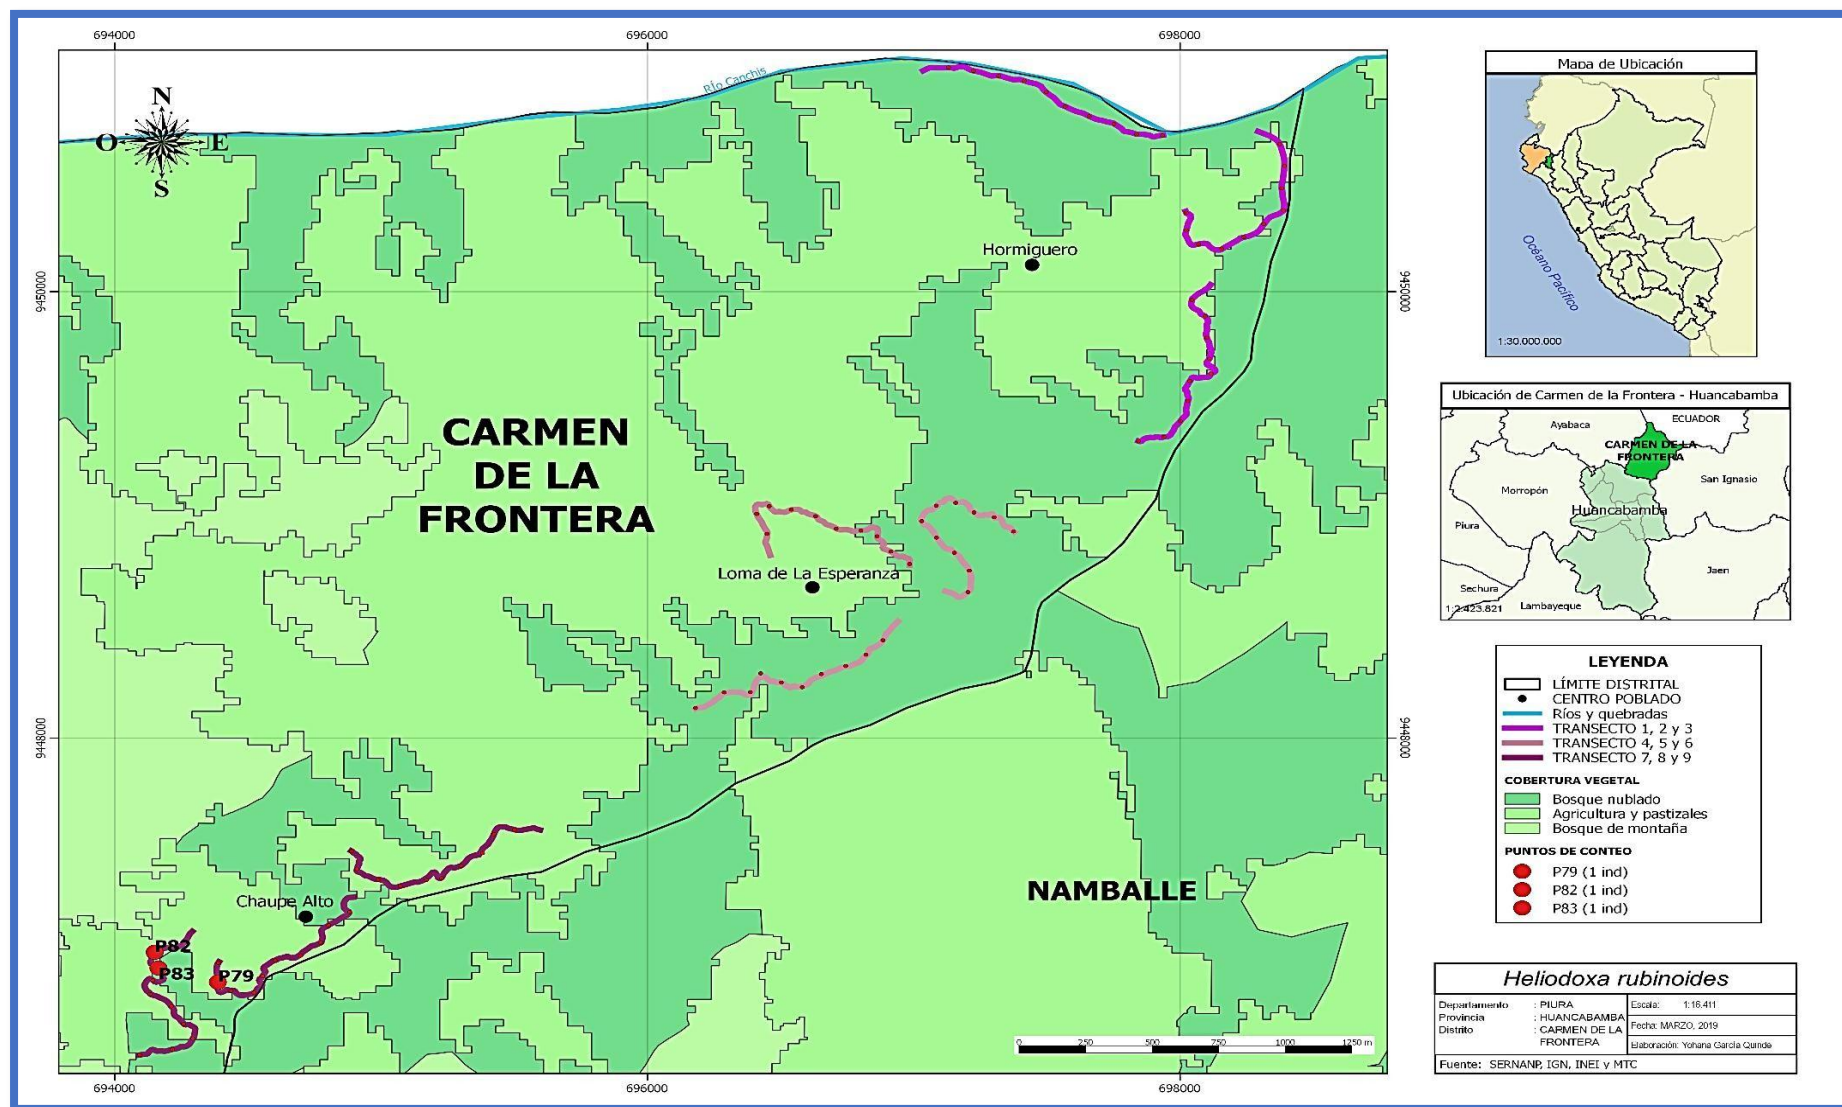 694000
696000
698000
Río Canchis
N
O
E
S
Hormiguero
9450000
9450000
CARMEN
DE LA
FRONTERA
Loma de La Esperanza
9448000
9448000
Chaupe Alto
NAMBALLE
P82
P83
P79
0 250 500 750 1000 1250 m
694000
696000
698000
Mapa de Ubicación
Océano Pacífico
1:30.000.000
Ubicación de Carmen de la Frontera - Huancabamba
Ayabaca
ECUADOR
CARMEN DE LA
FRONTERA
Morropón
San Ignasio
Huancabamba
Piura
Jaen
Sechura
1:2.423.821
Lambayeque
LEYENDA
LÍMITE DISTRITAL
CENTRO POBLADO
Ríos y quebradas
TRANSECTO 1, 2 y 3
TRANSECTO 4, 5 y 6
TRANSECTO 7, 8 y 9
COBERTURA VEGETAL
Bosque nublado
Agricultura y pastizales
Bosque de montaña
PUNTOS DE CONTEO
P79 (1 ind)
P82 (1 ind)
P83 (1 ind)
Heliodoxa rubinoides
Departamento : PIURA
Provincia : HUANCABAMBA
Distrito : CARMEN DE LA
FRONTERA
Escala: 1:16.411
Fecha: MARZO, 2019
Elaboración: Yohana García Quinde
Fuente: SERNANP, IGN, INEI y MTC